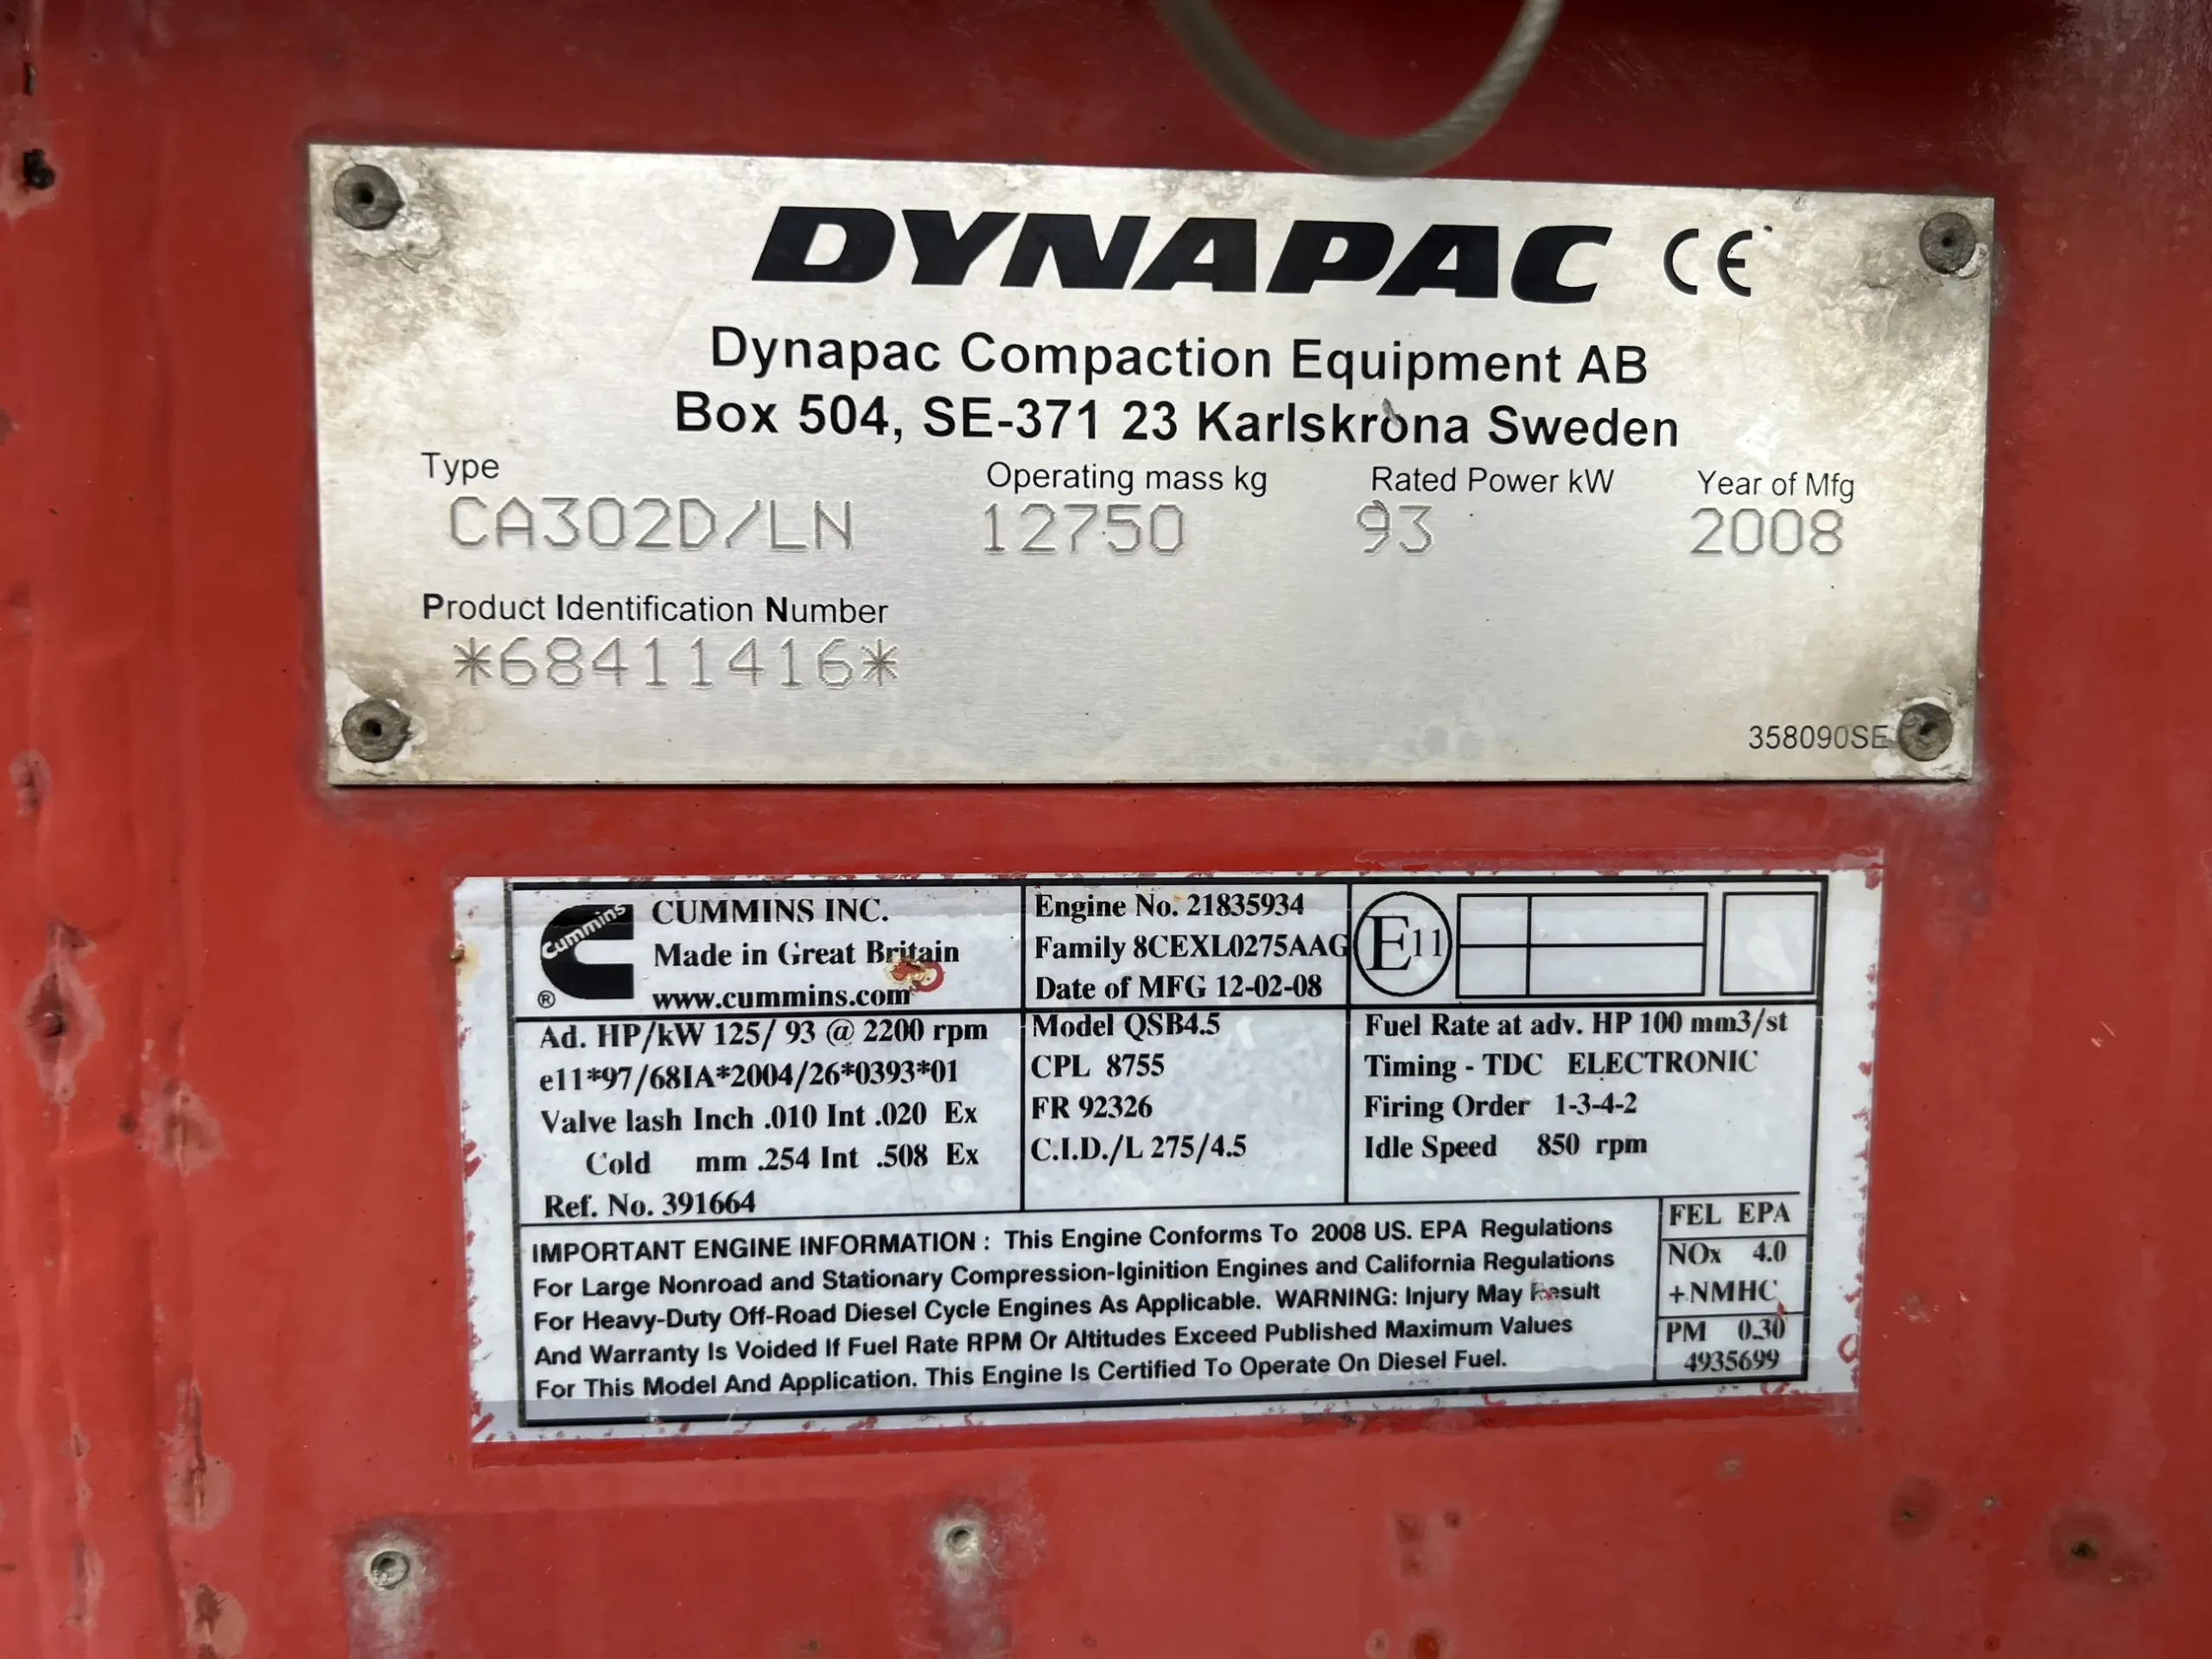 DYNAPAC CE
Dynapac Compaction Equipment AB
Box 504, SE-371 23 Karlskrona Sweden
Type Operating mass kg Rated Power kW Year of Mfg
CA302D/LN 12750 93 2008
Product Identification Number
*68411416*
358090SE
Cummins ®
CUMMINS INC.
Made in Great Britain
www.cummins.com
Engine No. 21835934
Family 8CEXL0275AAG
Date of MFG 12-02-08
E11
Ad. HP/kW 125/ 93 @ 2200 rpm
e11*97/68IA*2004/26*0393*01
Valve lash Inch .010 Int .020 Ex
Cold mm .254 Int .508 Ex
Ref. No. 391664
Model QSB4.5
CPL 8755
FR 92326
C.I.D./L 275/4.5
Fuel Rate at adv. HP 100 mm3/st
Timing - TDC ELECTRONIC
Firing Order 1-3-4-2
Idle Speed 850 rpm
IMPORTANT ENGINE INFORMATION : This Engine Conforms To 2008 US. EPA Regulations
For Large Nonroad and Stationary Compression-Iginition Engines and California Regulations
For Heavy-Duty Off-Road Diesel Cycle Engines As Applicable. WARNING: Injury May Result
And Warranty Is Voided If Fuel Rate RPM Or Altitudes Exceed Published Maximum Values
For This Model And Application. This Engine Is Certified To Operate On Diesel Fuel.
FEL EPA
NOx 4.0
+NMHC
PM 0.30
4935699